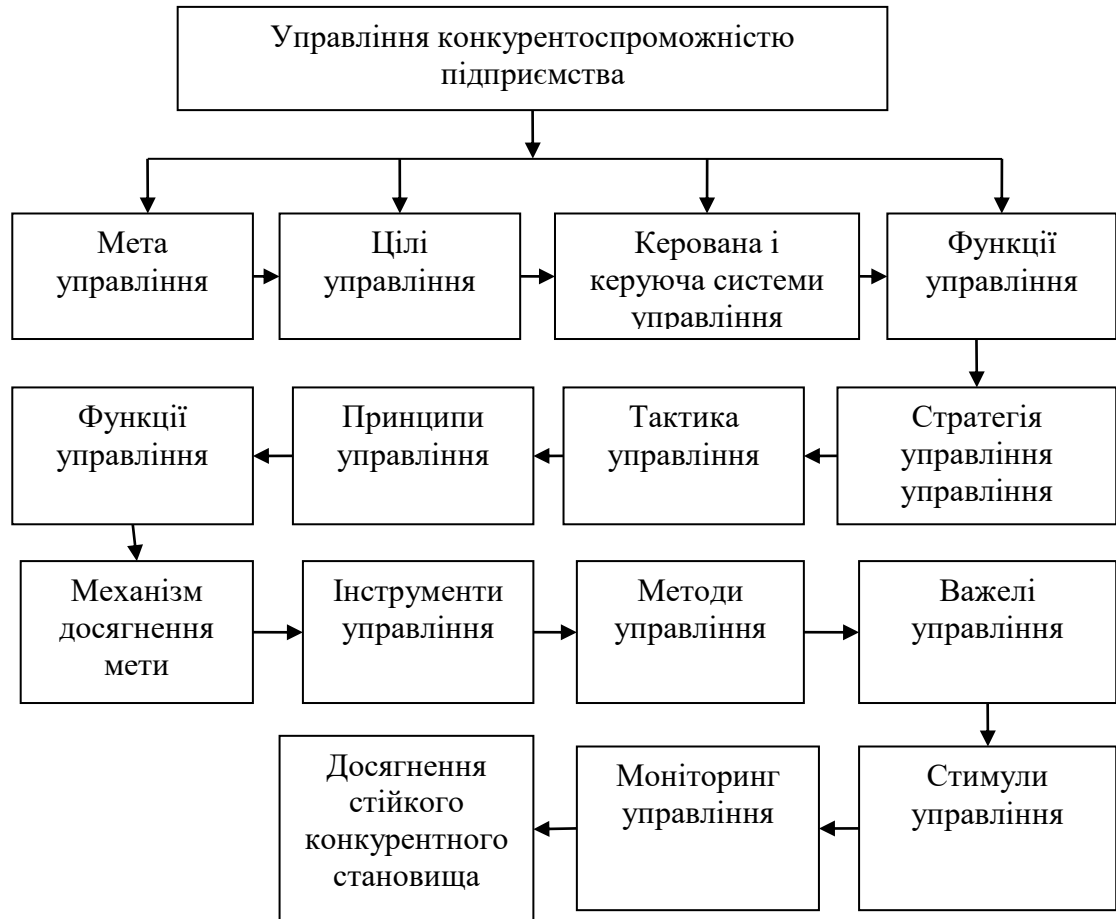 Управління конкурентоспроможністю
підприємства
Мета
управління
Цілі
управління
Керована і
керуюча системи
управління
Функції
управління
Функції
управління
Принципи
управління
Тактика
управління
Стратегія
управління
управління
Механізм
досягнення
мети
Інструменти
управління
Методи
управління
Важелі
управління
Досягнення
стійкого
конкурентного
становища
Моніторинг
управління
Стимули
управління